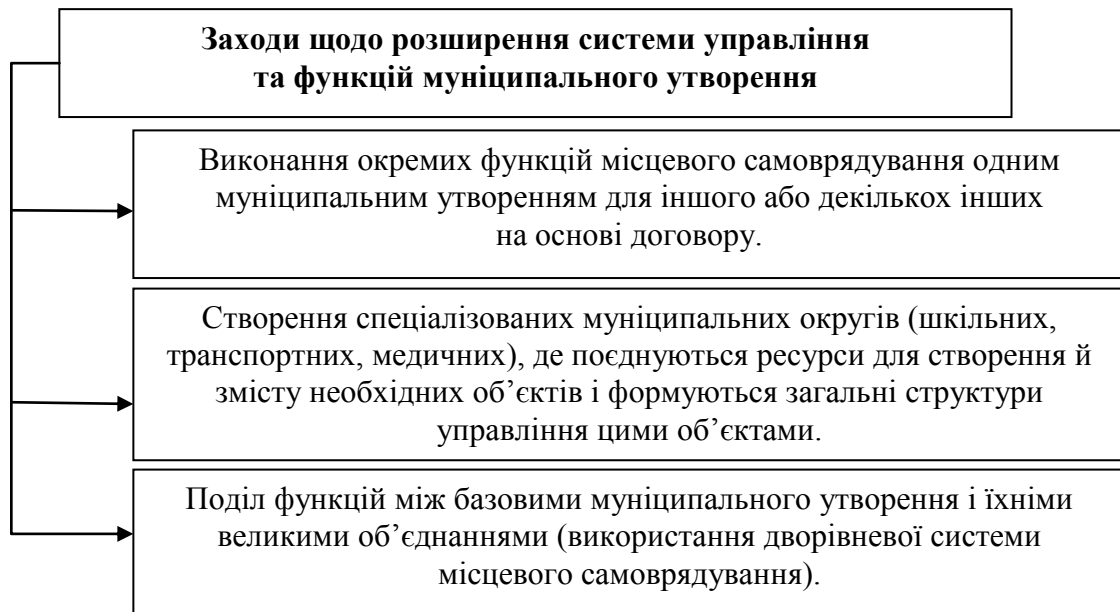 Заходи щодо розширення системи управління
та функцій муніципального утворення
Виконання окремих функцій місцевого самоврядування одним
муніципальним утворенням для іншого або декількох інших
на основі договору.
Створення спеціалізованих муніципальних округів (шкільних,
транспортних, медичних), де поєднуються ресурси для створення й
змісту необхідних об’єктів і формуються загальні структури
управління цими об’єктами.
Поділ функцій між базовими муніципального утворення і їхніми
великими об’єднаннями (використання дворівневої системи
місцевого самоврядування).